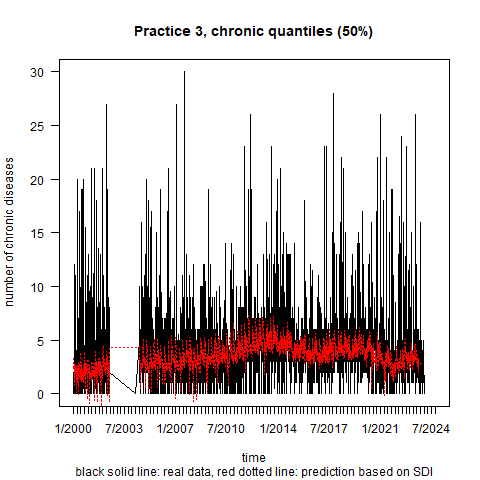 Practice 3, chronic quantiles (50%)
number of chronic diseases
30
25
20
15
10
5
0
1/2000 7/2003 1/2007 7/2010 1/2014 7/2017 1/2021 7/2024
time
black solid line: real data, red dotted line: prediction based on SDI